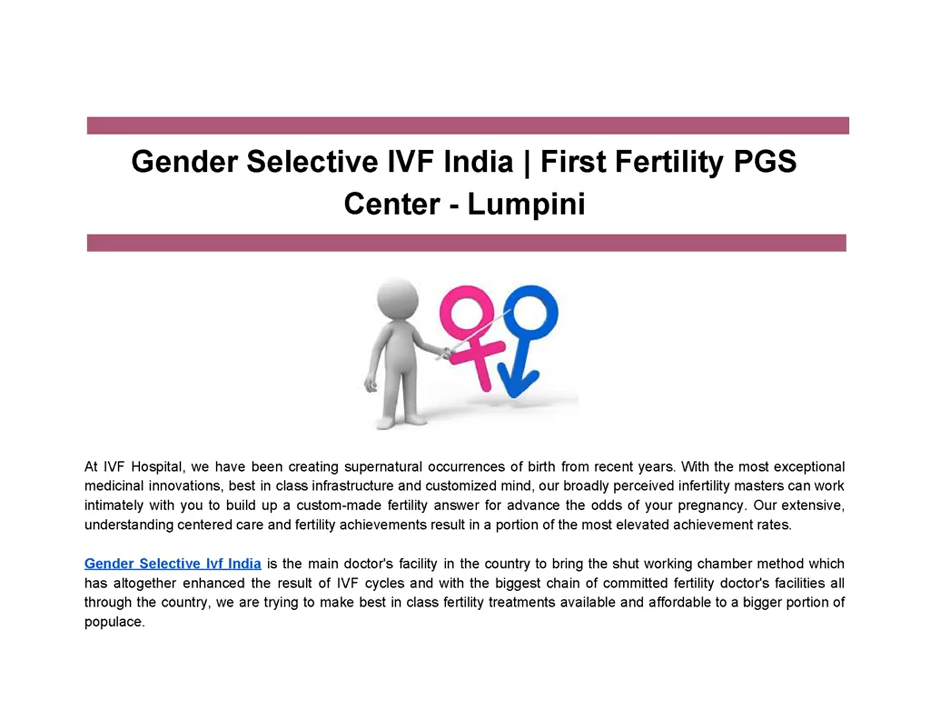 Gender Selective IVF India | First Fertility PGS
Center - Lumpini
At IVF Hospital, we have been creating supernatural occurrences of birth from recent years. With the most exceptional
medicinal innovations, best in class infrastructure and customized mind, our broadly perceived infertility masters can work
intimately with you to build up a custom-made fertility answer for advance the odds of your pregnancy. Our extensive,
understanding centered care and fertility achievements result in a portion of the most elevated achievement rates.
Gender Selective Ivf India is the main doctor's facility in the country to bring the shut working chamber method which
has altogether enhanced the result of IVF cycles and with the biggest chain of committed fertility doctor's facilities all
through the country, we are trying to make best in class fertility treatments available and affordable to a bigger portion of
populace.